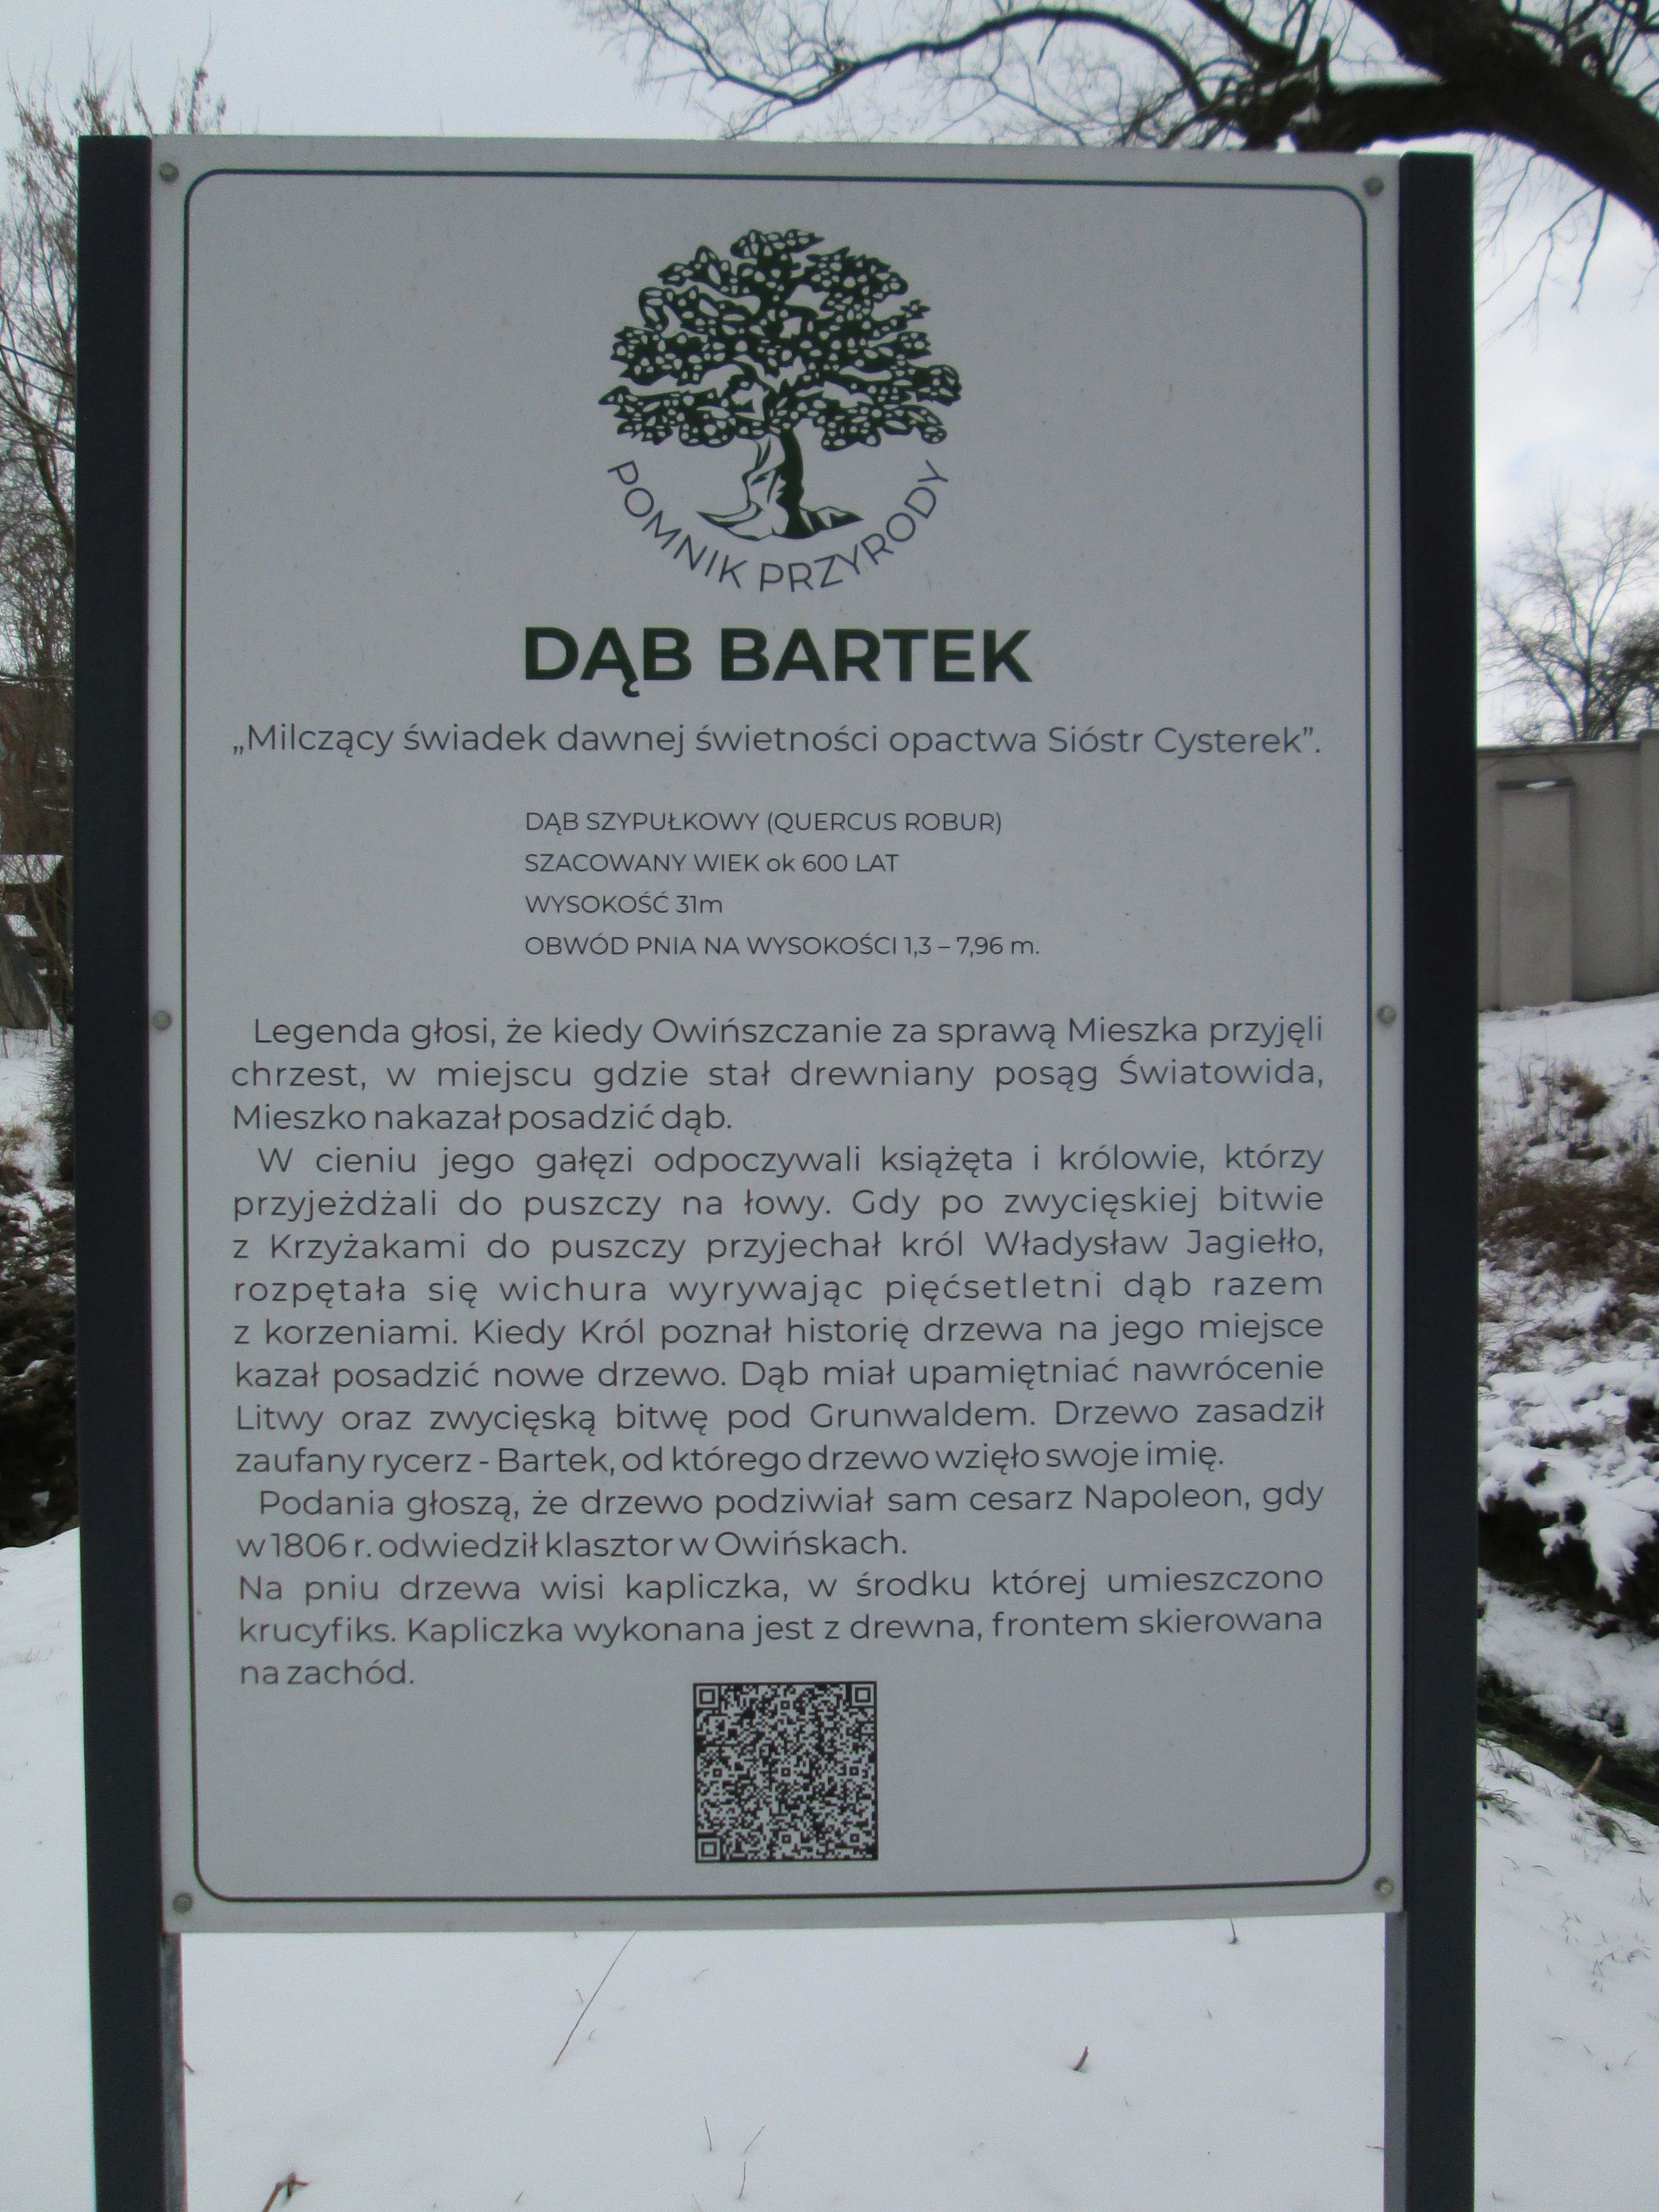 POMNIK PRZYRODY
DĄB BARTEK
„Milczący świadek dawnej świetności opactwa Sióstr Cysterek”.
DĄB SZYPUŁKOWY (QUERCUS ROBUR)
SZACOWANY WIEK ok 600 LAT
WYSOKOŚĆ 31m
OBWÓD PNIA NA WYSOKOŚCI 1,3 – 7,96 m.
Legenda głosi, że kiedy Owińszczanie za sprawą Mieszka przyjęli
chrzest, w miejscu gdzie stał drewniany posąg Światowida,
Mieszko nakazał posadzić dąb.
W cieniu jego gałęzi odpoczywali książęta i królowie, którzy
przyjeżdżali do puszczy na łowy. Gdy po zwycięskiej bitwie
z Krzyżakami do puszczy przyjechał król Władysław Jagiełło,
rozpętała się wichura wyrywając pięćsetletni dąb razem
z korzeniami. Kiedy Król poznał historię drzewa na jego miejsce
kazał posadzić nowe drzewo. Dąb miał upamiętniać nawrócenie
Litwy oraz zwycięską bitwę pod Grunwaldem. Drzewo zasadził
zaufany rycerz - Bartek, od którego drzewo wzięło swoje imię.
Podania głoszą, że drzewo podziwiał sam cesarz Napoleon, gdy
w 1806 r. odwiedził klasztor w Owińskach.
Na pniu drzewa wisi kapliczka, w środku której umieszczono
krucyfiks. Kapliczka wykonana jest z drewna, frontem skierowana
na zachód.